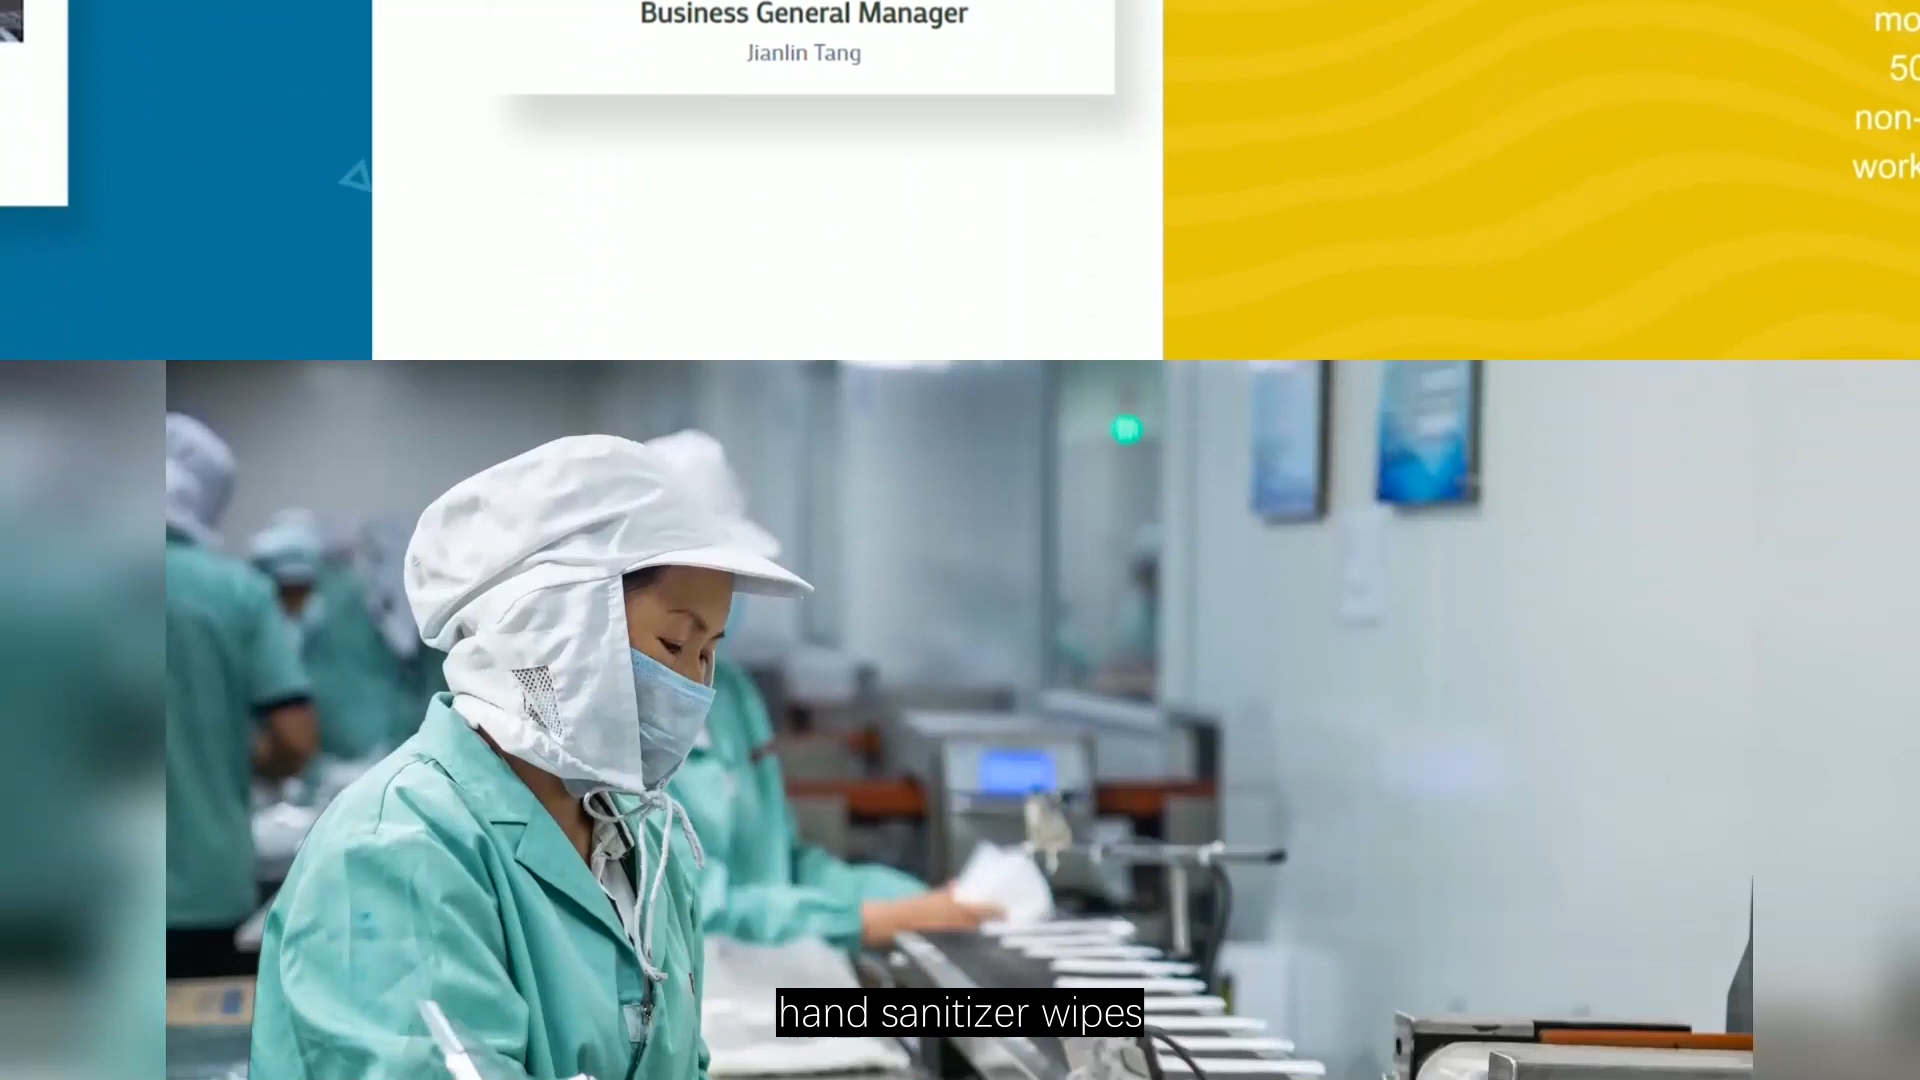 Business General Manager
Jianlin Tang
50
non-
work
hand sanitizer wipes